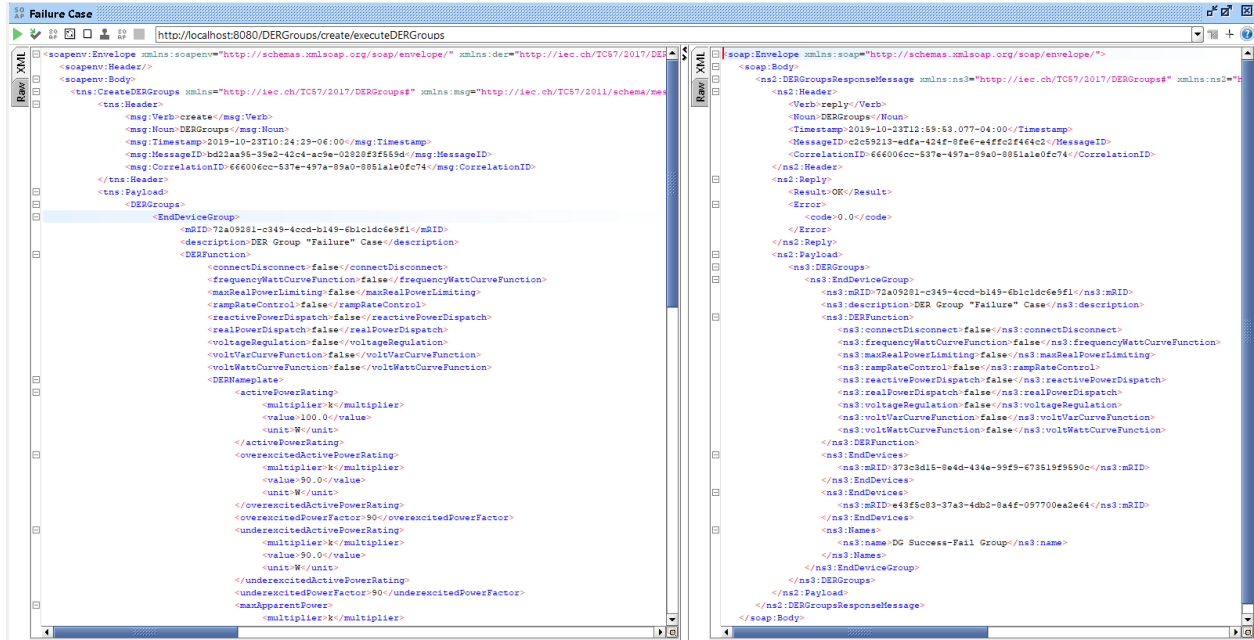 Failure Case
http://localhost:8080/DERGroups/create/executeDERGroups
XML
Raw
<soapenv:Envelope xmlns:soapenv="http://schemas.xmlsoap.org/soap/envelope/" xmlns:der="http://iec.ch/TC57/2017/DER
<soapenv:Header/>
<soapenv:Body>
<tns:CreateDERGroups xmlns="http://iec.ch/TC57/2017/DERGroups#" xmlns:msg="http://iec.ch/TC57/2011/schema/mes
<tns:Header>
<msg:Verb>create</msg:Verb>
<msg:Noun>DERGroups</msg:Noun>
<msg:Timestamp>2019-10-23T10:24:29-06:00</msg:Timestamp>
<msg:MessageID>bd22aa95-39e2-42c4-ac9e-02828f3f559d</msg:MessageID>
<msg:CorrelationID>666006cc-537e-497a-89a0-8851a1e0fc74</msg:CorrelationID>
</tns:Header>
<tns:Payload>
<DERGroups>
<EndDeviceGroup>
<mRID>72a09281-c349-4ccd-b149-6b1c1dc6e9f1</mRID>
<description>DER Group "Failure" Case</description>
<DERFunction>
<connectDisconnect>false</connectDisconnect>
<frequencyWattCurveFunction>false</frequencyWattCurveFunction>
<maxRealPowerLimiting>false</maxRealPowerLimiting>
<rampRateControl>false</rampRateControl>
<reactivePowerDispatch>false</reactivePowerDispatch>
<realPowerDispatch>false</realPowerDispatch>
<voltageRegulation>false</voltageRegulation>
<voltVarCurveFunction>false</voltVarCurveFunction>
<voltWattCurveFunction>false</voltWattCurveFunction>
<DERNameplate>
<activePowerRating>
<multiplier>k</multiplier>
<value>100.0</value>
<unit>W</unit>
</activePowerRating>
<overexcitedActivePowerRating>
<multiplier>k</multiplier>
<value>90.0</value>
<unit>W</unit>
</overexcitedActivePowerRating>
<overexcitedPowerFactor>90</overexcitedPowerFactor>
<underexcitedActivePowerRating>
<multiplier>k</multiplier>
<value>90.0</value>
<unit>W</unit>
</underexcitedActivePowerRating>
<underexcitedPowerFactor>90</underexcitedPowerFactor>
<maxApparentPower>
<multiplier>k</multiplier>
XML
Raw
<soap:Envelope xmlns:soap="http://schemas.xmlsoap.org/soap/envelope/">
<soap:Body>
<ns2:DERGroupsResponseMessage xmlns:ns3="http://iec.ch/TC57/2017/DERGroups#" xmlns:ns2="h
<ns2:Header>
<Verb>reply</Verb>
<Noun>DERGroups</Noun>
<Timestamp>2019-10-23T12:59:53.077-04:00</Timestamp>
<MessageID>c2c59213-edfa-424f-8fe6-e4ffc2f464c2</MessageID>
<CorrelationID>666006cc-537e-497a-89a0-8851a1e0fc74</CorrelationID>
</ns2:Header>
<ns2:Reply>
<Result>OK</Result>
<Error>
<code>0.0</code>
</Error>
</ns2:Reply>
<ns2:Payload>
<ns3:DERGroups>
<ns3:EndDeviceGroup>
<ns3:mRID>72a09281-c349-4ccd-b149-6b1c1dc6e9f1</ns3:mRID>
<ns3:description>DER Group "Failure" Case</ns3:description>
<ns3:DERFunction>
<ns3:connectDisconnect>false</ns3:connectDisconnect>
<ns3:frequencyWattCurveFunction>false</ns3:frequencyWattCurveFunction>
<ns3:maxRealPowerLimiting>false</ns3:maxRealPowerLimiting>
<ns3:rampRateControl>false</ns3:rampRateControl>
<ns3:reactivePowerDispatch>false</ns3:reactivePowerDispatch>
<ns3:realPowerDispatch>false</ns3:realPowerDispatch>
<ns3:voltageRegulation>false</ns3:voltageRegulation>
<ns3:voltVarCurveFunction>false</ns3:voltVarCurveFunction>
<ns3:voltWattCurveFunction>false</ns3:voltWattCurveFunction>
</ns3:DERFunction>
<ns3:EndDevices>
<ns3:mRID>373c3d15-8e4d-434e-99f9-673519f9590c</ns3:mRID>
</ns3:EndDevices>
<ns3:EndDevices>
<ns3:mRID>e43f5c83-37a3-4db2-8a4f-097700ea2e64</ns3:mRID>
</ns3:EndDevices>
<ns3:Names>
<ns3:name>DG Success-Fail Group</ns3:name>
</ns3:Names>
</ns3:EndDeviceGroup>
</ns3:DERGroups>
</ns2:Payload>
</ns2:DERGroupsResponseMessage>
</soap:Body>